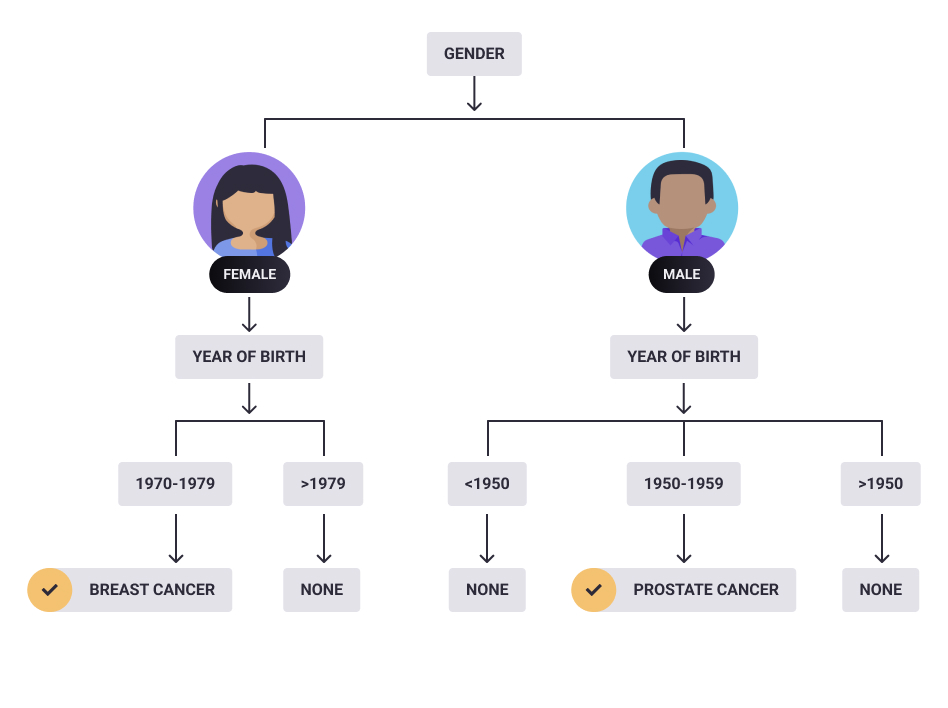 GENDER
FEMALE
MALE
YEAR OF BIRTH
YEAR OF BIRTH
1970-1979
>1979
<1950
1950-1959
>1950
BREAST CANCER
NONE
NONE
PROSTATE CANCER
NONE